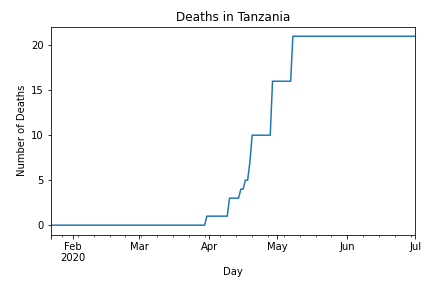 Deaths in Tanzania
20
15
10
5
0
Number of Deaths
Feb
2020
Mar
Apr
May
Jun
Jul
Day